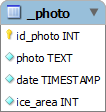 _photo
id_photo INT
photo TEXT
date TIMESTAMP
ice_area INT